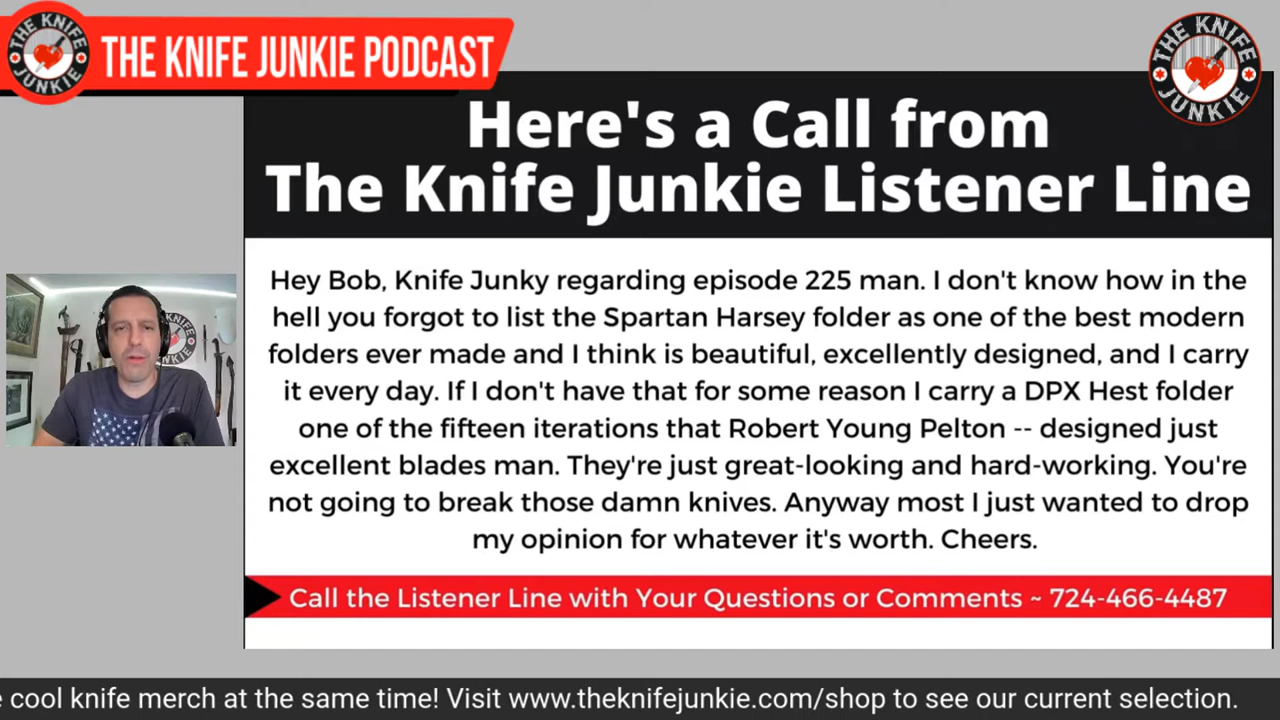 THE KNIFE JUNKIE
THE KNIFE JUNKIE PODCAST
THE KNIFE JUNKIE
Here's a Call from
The Knife Junkie Listener Line
Hey Bob, Knife Junky regarding episode 225 man. I don't know how in the
hell you forgot to list the Spartan Harsey folder as one of the best modern
folders ever made and I think is beautiful, excellently designed, and I carry
it every day. If I don't have that for some reason I carry a DPX Hest folder
one of the fifteen iterations that Robert Young Pelton -- designed just
excellent blades man. They're just great-looking and hard-working. You're
not going to break those damn knives. Anyway most I just wanted to drop
my opinion for whatever it's worth. Cheers.
KNIFE
JUNKIE
Call the Listener Line with Your Questions or Comments ~ 724-466-4487
cool knife merch at the same time! Visit www.theknifejunkie.com/shop to see our current selection.